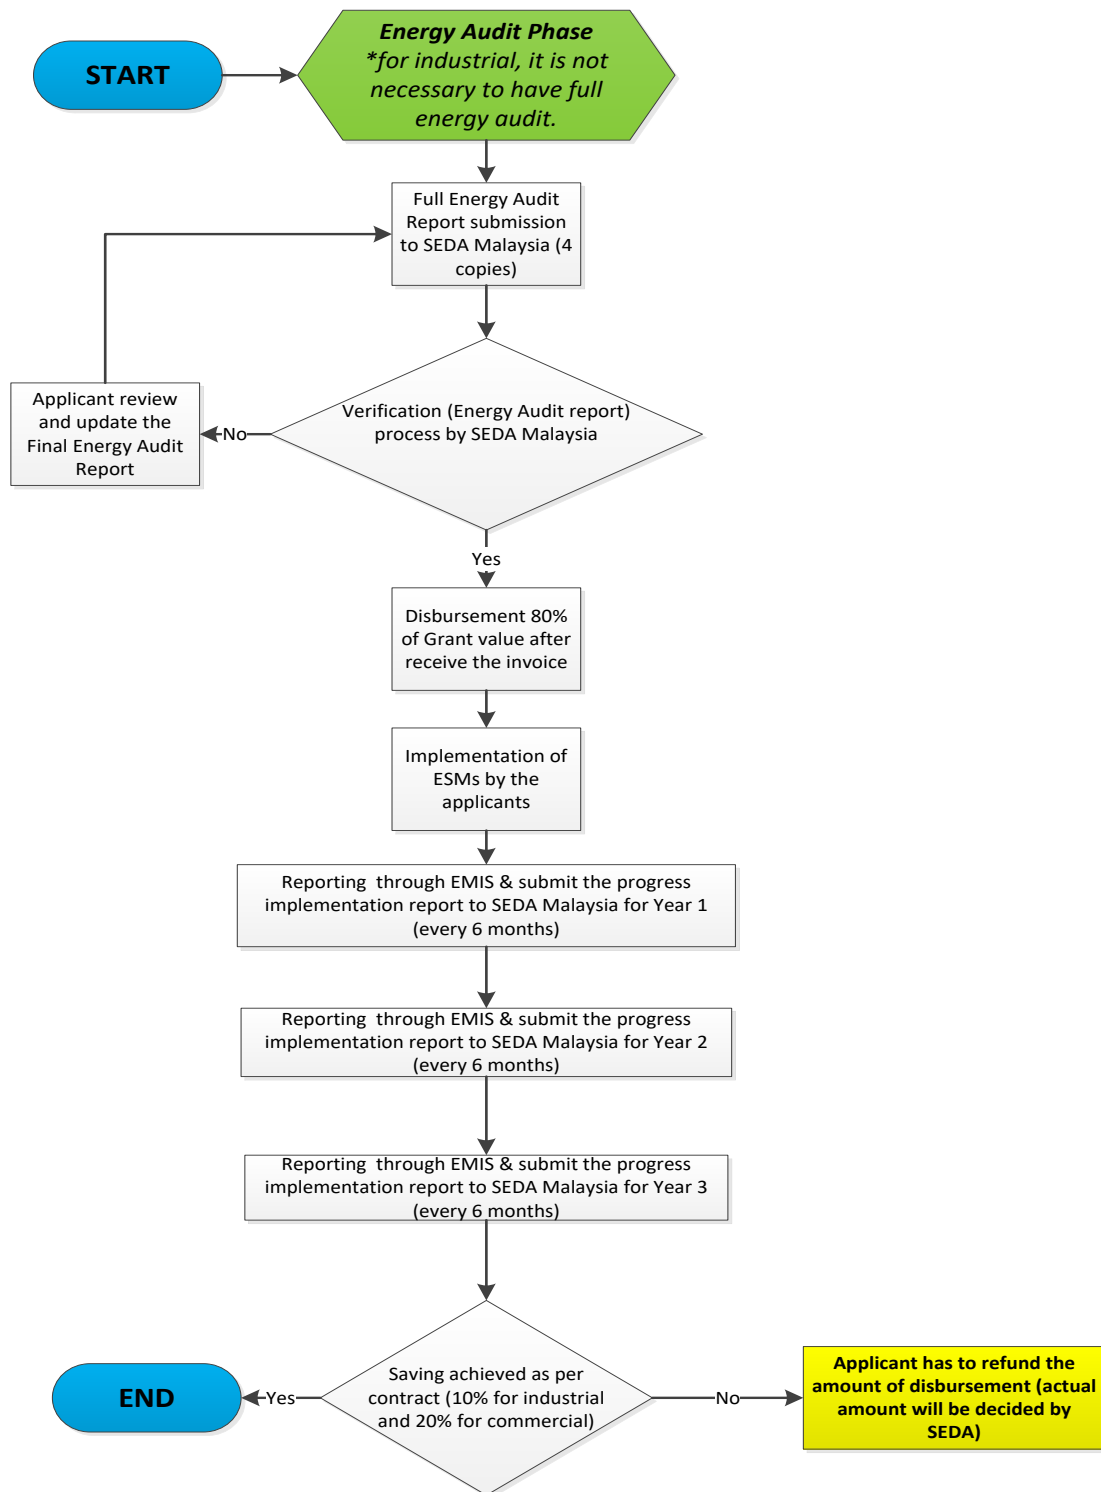 START
Energy Audit Phase
*for industrial, it is not
necessary to have full
energy audit.
Full Energy Audit
Report submission
to SEDA Malaysia (4
copies)
Applicant review
and update the
Final Energy Audit
Report
No
Verification (Energy Audit report)
process by SEDA Malaysia
Yes
Disbursement 80%
of Grant value after
receive the invoice
Implementation of
ESMs by the
applicants
Reporting  through EMIS & submit the progress
implementation report to SEDA Malaysia for Year 1
(every 6 months)
Reporting  through EMIS & submit the progress
implementation report to SEDA Malaysia for Year 2
(every 6 months)
Reporting  through EMIS & submit the progress
implementation report to SEDA Malaysia for Year 3
(every 6 months)
END
Yes
Saving achieved as per
contract (10% for industrial
and 20% for commercial)
No
Applicant has to refund the
amount of disbursement (actual
amount will be decided by
SEDA)